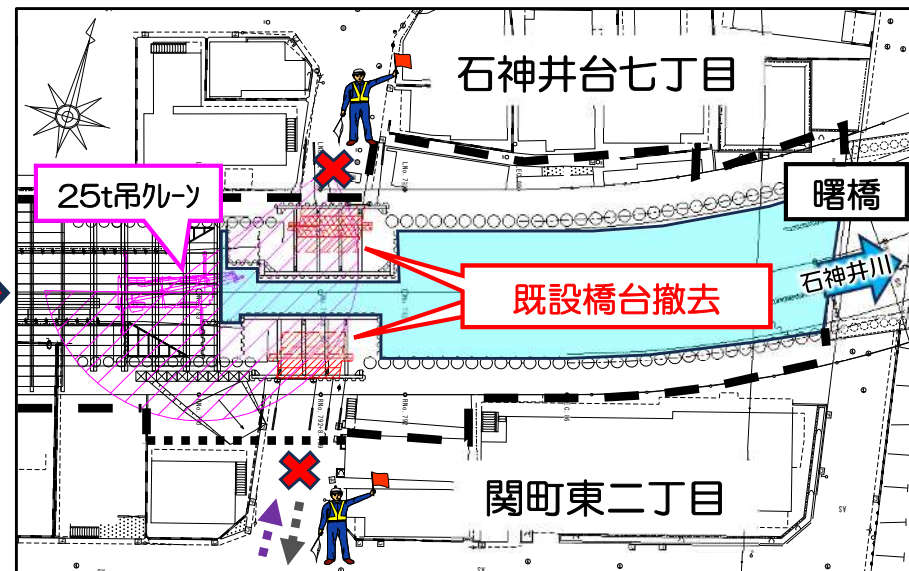 石神井台七丁目
25t吊クレーン
曙橋
石神井川
既設橋台撤去
関町東二丁目